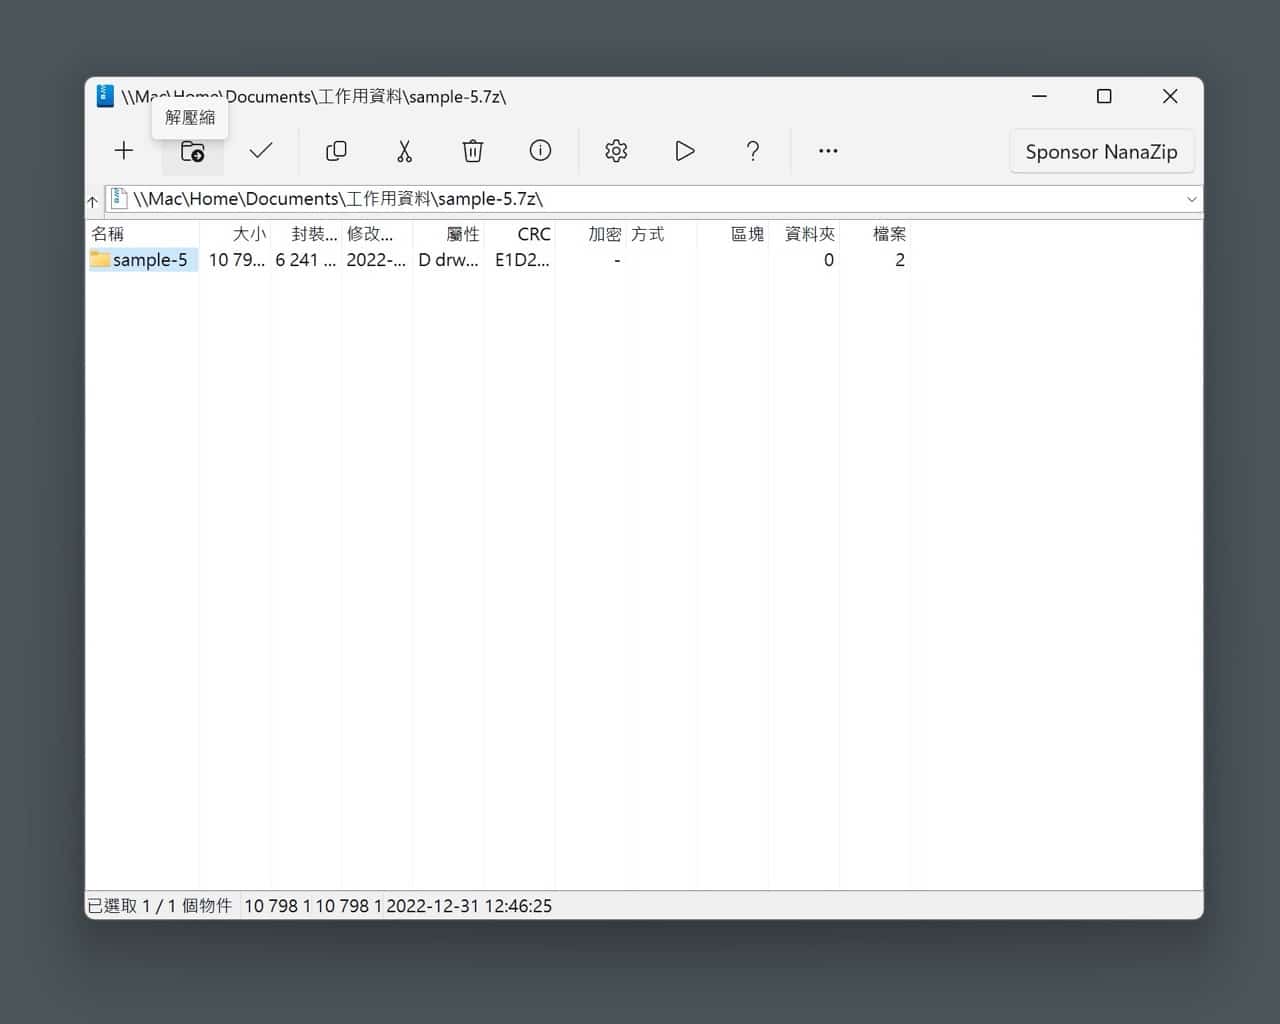 \\Mac\Home\Documents\工作用資料\sample-5.7z\
解壓縮
Sponsor NanaZip
\\Mac\Home\Documents\工作用資料\sample-5.7z\
名稱 大小 封裝... 修改... 屬性 CRC 加密 方式 區塊 資料夾 檔案
sample-5 10 79... 6 241 ... 2022-... D drw... E1D2... - 0 2
已選取 1 / 1 個物件 10 798 1 10 798 1 2022-12-31 12:46:25